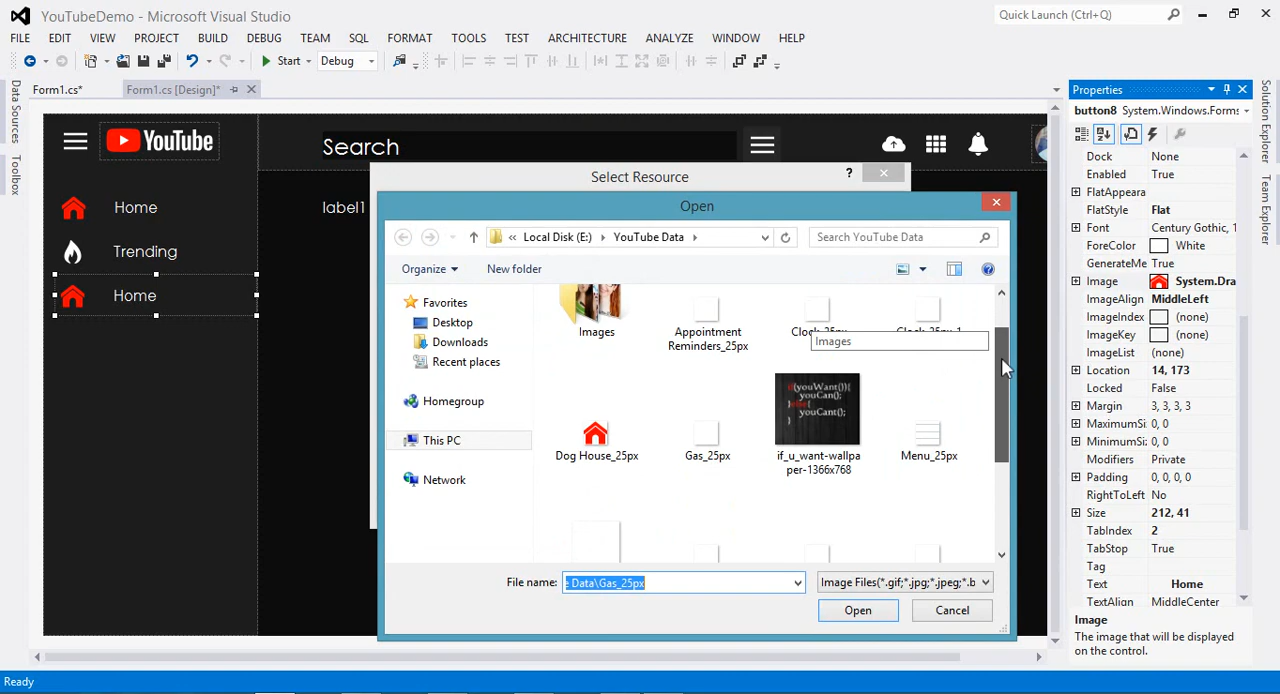 YouTubeDemo - Microsoft Visual Studio
Quick Launch (Ctrl+Q)
FILE EDIT VIEW PROJECT BUILD DEBUG TEAM SQL FORMAT TOOLS TEST ARCHITECTURE ANALYZE WINDOW HELP
Start Debug
Form1.cs* Form1.cs [Design]*
Data Sources
Toolbox
YouTube
Search
Home
Trending
Home
label1
Select Resource
?
Open
« Local Disk (E:) YouTube Data
Search YouTube Data
Organize New folder
Favorites
Desktop
Downloads
Recent places
Homegroup
This PC
Network
Images
Appointment
Reminders_25px
Images
Dog House_25px
Gas_25px
if_u_want-wallpa
per-1366x768
Menu_25px
if(youWant()){
youCan();
}else{
youCant();
}
File name: e Data\Gas_25px
Image Files(*.gif;*.jpg;*.jpeg;*.b
Open Cancel
Properties
button8 System.Windows.Forms.
Dock None
Enabled True
FlatAppeara
FlatStyle Flat
Font Century Gothic, 1
ForeColor White
GenerateMe True
Image System.Dra
ImageAlign MiddleLeft
ImageIndex (none)
ImageKey (none)
ImageList (none)
Location 14, 173
Locked False
Margin 3, 3, 3, 3
MaximumSi 0, 0
MinimumSi 0, 0
Modifiers Private
Padding 0, 0, 0, 0
RightToLeft No
Size 212, 41
TabIndex 2
TabStop True
Tag
Text Home
TextAlign MiddleCenter
Image
The image that will be displayed
on the control.
Solution Explorer
Team Explorer
Ready